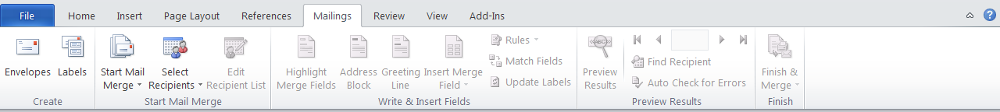 File Home Insert Page Layout References Mailings Review View Add-Ins
Envelopes Labels
Create
Start Mail
Merge
Select
Recipients
Edit
Recipient List
Start Mail Merge
Highlight
Merge Fields
Address
Block
Greeting
Line
Insert Merge
Field
Rules
Match Fields
Update Labels
Write & Insert Fields
ABC
Preview
Results
Find Recipient
Auto Check for Errors
Preview Results
Finish &
Merge
Finish